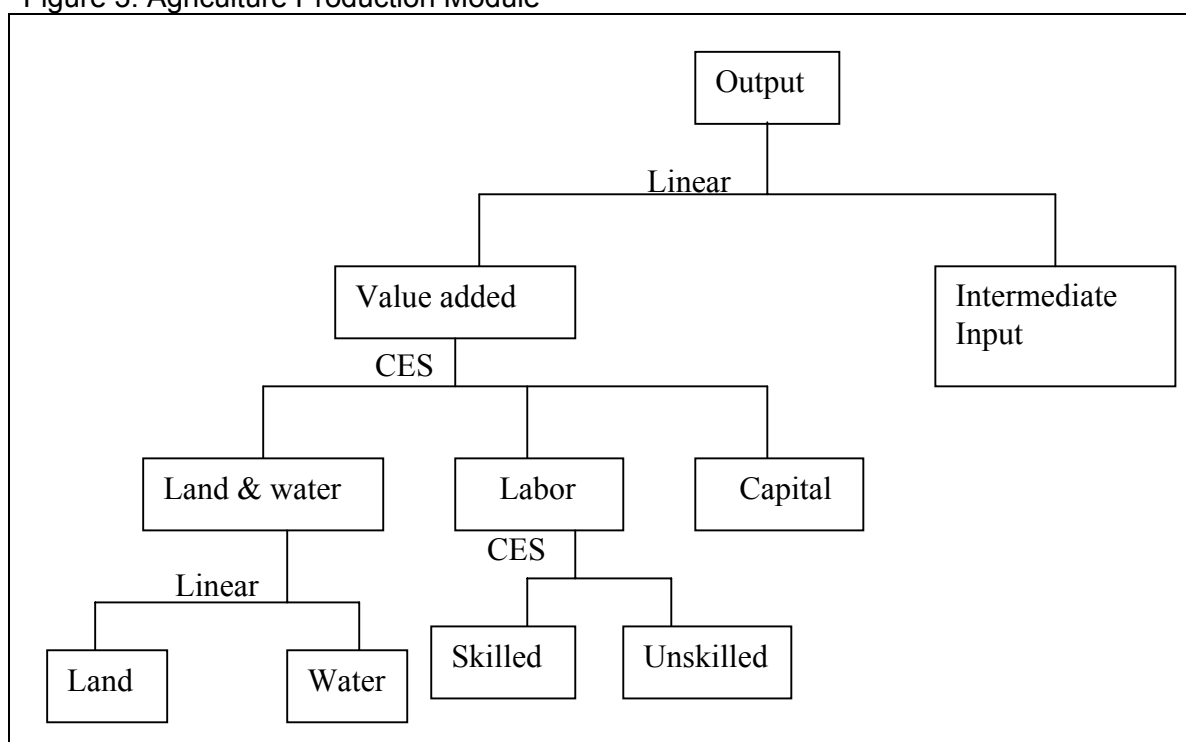 Figure 3: Agriculture Production Module
Output
Linear
Value added
Intermediate
Input
CES
Land & water
Labor
Capital
CES
Linear
Skilled
Unskilled
Land
Water